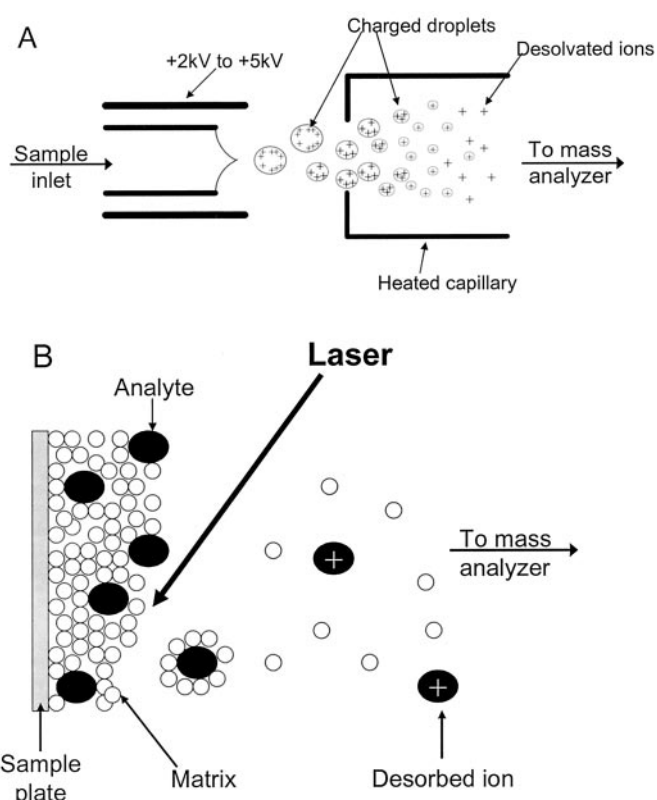 A
Charged droplets
Desolvated ions
+2kV to +5kV
Sample
inlet
To mass
analyzer
Heated capillary
B
Laser
Analyte
To mass
analyzer
Sample
plate
Matrix
Desorbed ion